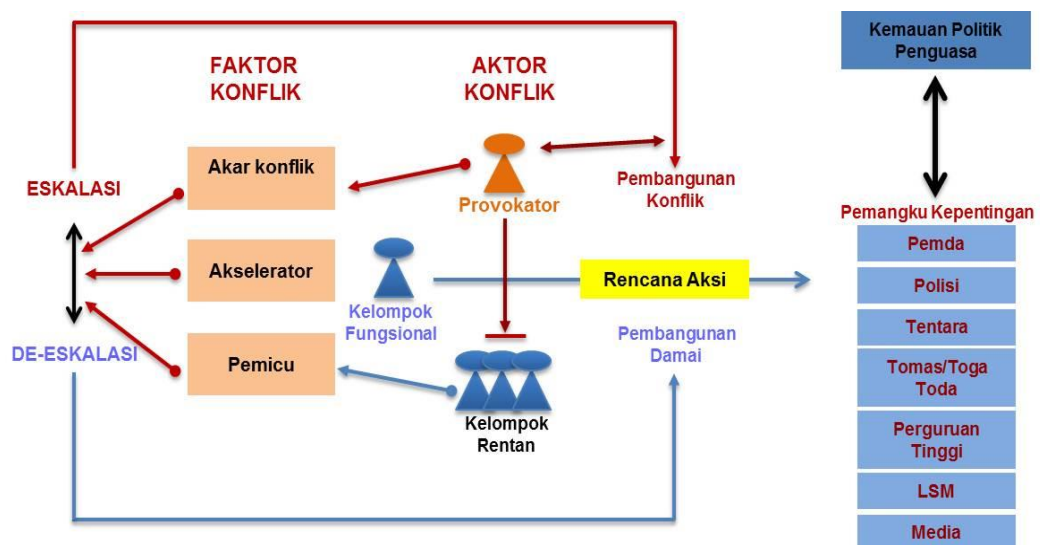 FAKTOR
KONFLIK
AKTOR
KONFLIK
Kemauan Politik
Penguasa
Akar konflik
ESKALASI
Provokator
Pembangunan
Konflik
Pemangku Kepentingan
Pemda
Akselerator
Rencana Aksi
Polisi
Kelompok
Fungsional
Tentara
DE-ESKALASI
Pemicu
Pembangunan
Damai
Tomas/Toga
Toda
Kelompok
Rentan
Perguruan
Tinggi
LSM
Media